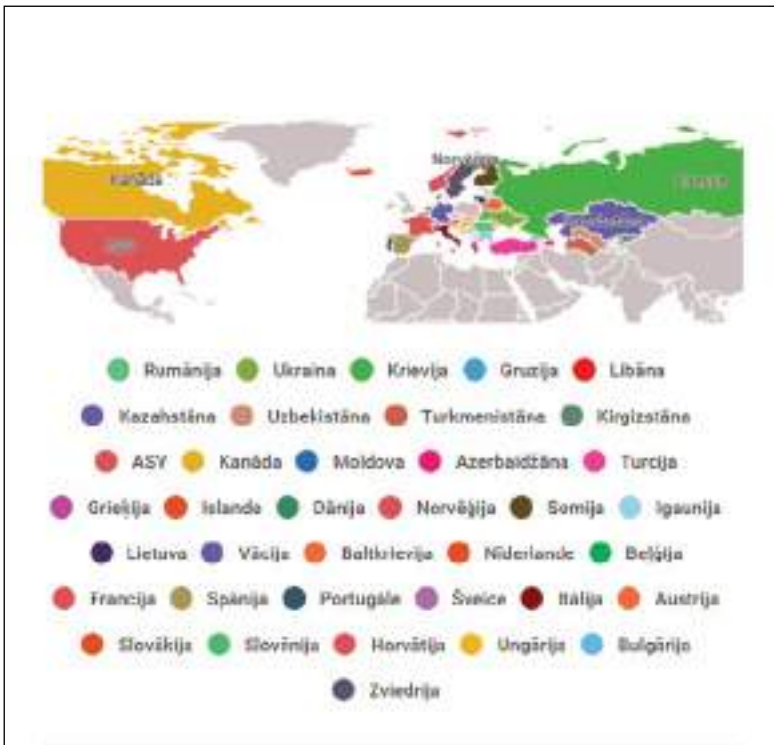 Norvēģija
Kanāda
Rumānija Ukraina Krievija Gruzija Libāna
Kazahstāna Uzbekistāna Turkmenistāna Kirgizstāna
ASV Kanāda Moldova Azerbaidžāna Turcija
Grieķija Islande Dānija Norvēģija Somija Igaunija
Lietuva Vācija Baltkrievija Nīderlande Beļģija
Francija Spānija Portugāle Šveice Itālija Austrija
Slovākija Slovēnija Horvātija Ungārija Bulgārija
Zviedrija